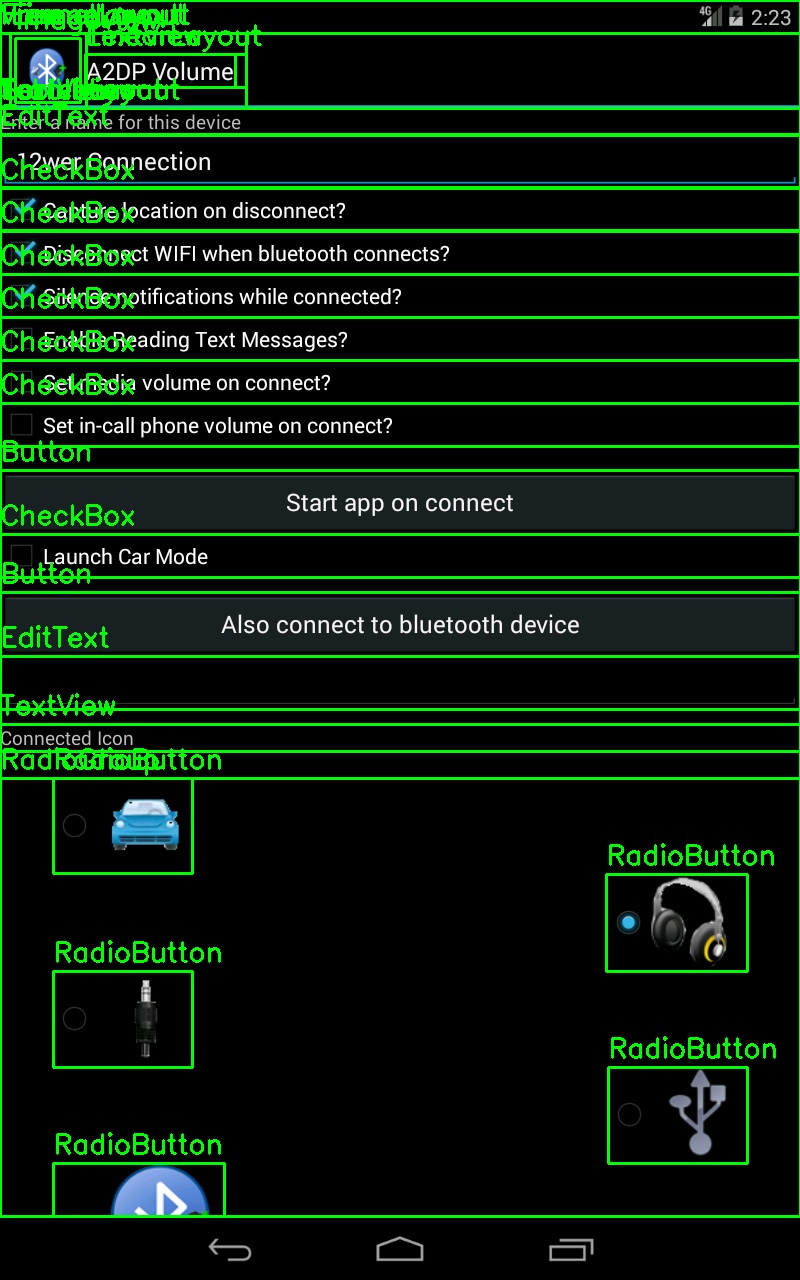 4G 2:23
TextView
A2DP Volume
EditText
Enter a name for this device
12wer Connection
CheckBox
Capture location on disconnect?
CheckBox
Disconnect WIFI when bluetooth connects?
CheckBox
Silence notifications while connected?
CheckBox
Enable Reading Text Messages?
CheckBox
Set media volume on connect?
CheckBox
Set in-call phone volume on connect?
Button
Start app on connect
CheckBox
Launch Car Mode
Button
Also connect to bluetooth device
EditText
TextView
Connected Icon
RadioGroup
RadioButton
RadioButton
RadioButton
RadioButton
RadioButton